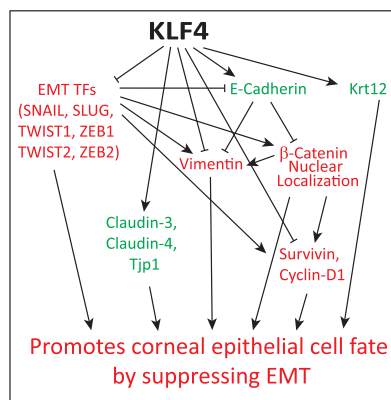 KLF4
EMT TFs
(SNAIL, SLUG,
TWIST1, ZEB1
TWIST2, ZEB2)
E-Cadherin
Krt12
Vimentin
β-Catenin
Nuclear
Localization
Claudin-3,
Claudin-4,
Tjp1
Survivin,
Cyclin-D1
Promotes corneal epithelial cell fate
by suppressing EMT